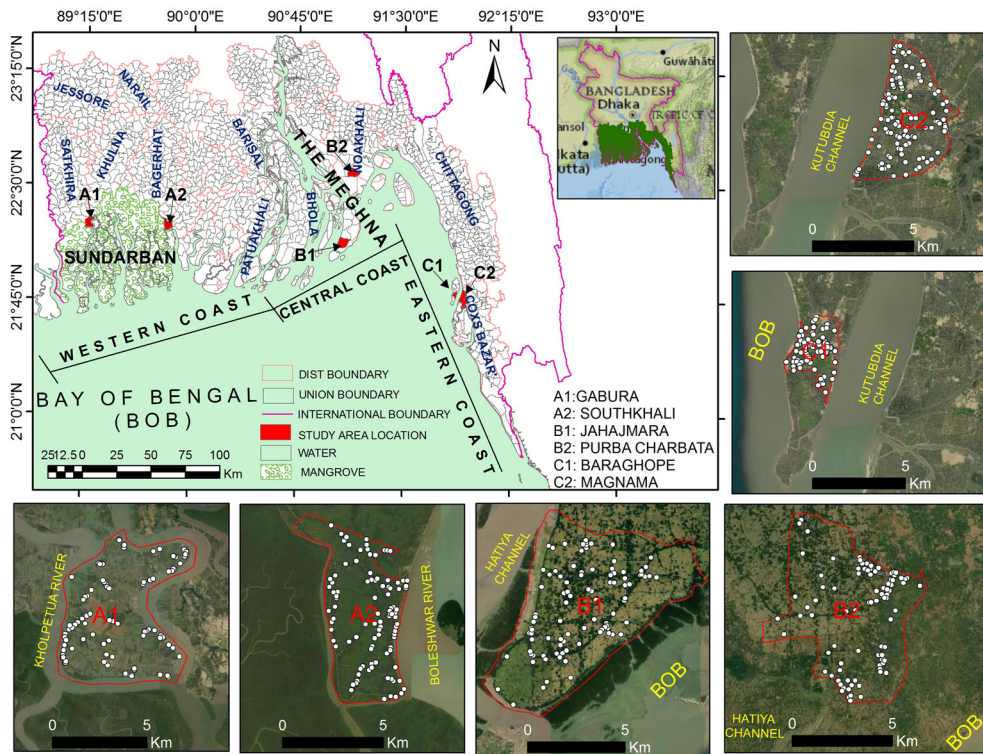 89°15'0"E
90°0'0"E
90°45'0"E
91°30'0"E
92°15'0"E
93°0'0"E
23°15'0"N
22°30'0"N
21°45'0"N
21°0'0"N
N
JESSORE
NARAIL
SATKHIRA
KHULNA
BAGERHAT
BARISAL
PATUAKHALI
BHOLA
THE MEGHNA
NOAKHALI
CHITTAGONG
COXS BAZAR'
A1
A2
B2
B1
C1
C2
SUNDARBAN
WESTERN COAST
CENTRAL COAST
EASTERN COAST
BAY OF BENGAL
(BOB)
25 12.5 0 25 50 75 100
Km
DIST BOUNDARY
UNION BOUNDARY
INTERNATIONAL BOUNDARY
STUDY AREA LOCATION
WATER
MANGROVE
A1:GABURA
A2: SOUTHKHALI
B1: JAHAJMARA
B2: PURBA CHARBATA
C1: BARAGHOPE
C2: MAGNAMA
Guwāhāti
BANGLADESH
Dhaka
TROPIC OF C
ansol
lkata
utta)
KUTUBDIA
CHANNEL
C2
0 5
Km
BOB
C1
KUTUBDIA
CHANNEL
0 5
Km
KHOLPETUA RIVER
A1
0 5
Km
A2
BOLESHWAR RIVER
0 5
Km
HATIYA
CHANNEL
B1
BOB
0 5
Km
B2
HATIYA
CHANNEL
BOB
0 5
Km